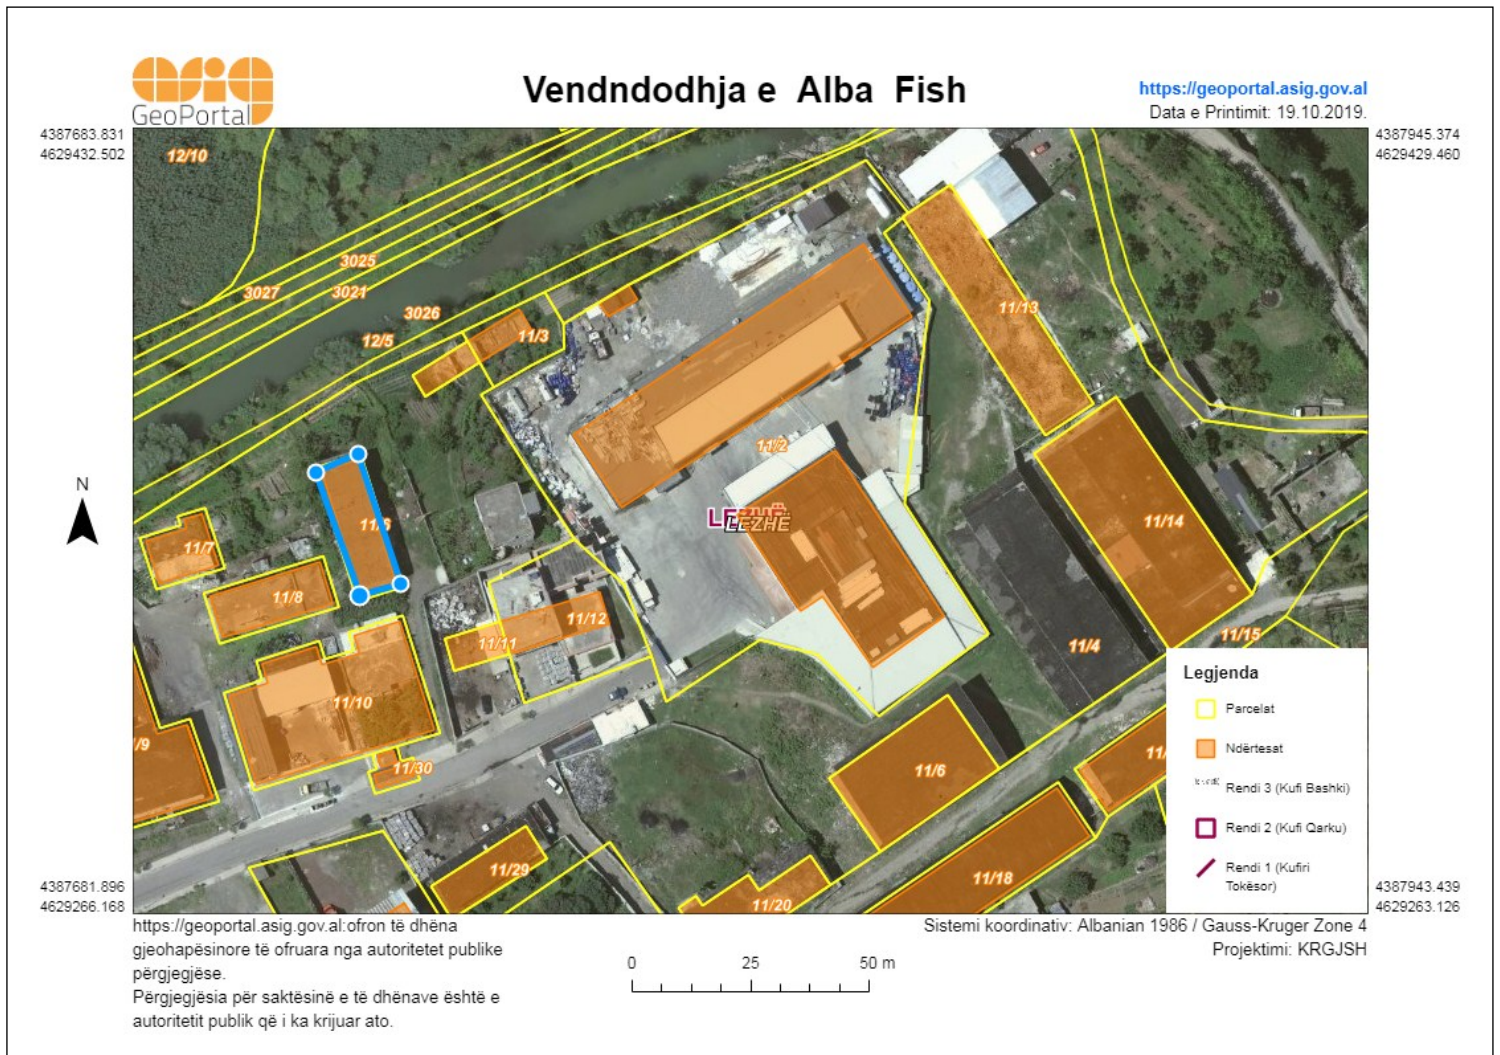 asig
GeoPortal
Vendndodhja e Alba Fish
https://geoportal.asig.gov.al
Data e Printimit: 19.10.2019.
4387683.831
4629432.502
4387945.374
4629429.460
12/10
3025
3027
3021
3026
12/5
11/3
11/13
11/2
LEZHË
LEZHË
N
11/6
11/7
11/14
11/8
11/12
11/11
11/15
11/4
11/10
11/30
11/6
11/29
11/18
11/20
Legjenda
Parcelat
Ndërtesat
Rendi 3 (Kufi Bashki)
Rendi 2 (Kufi Qarku)
Rendi 1 (Kufiri
Tokësor)
4387681.896
4629266.168
4387943.439
4629263.126
https://geoportal.asig.gov.al:ofron të dhëna
gjeohapësinore të ofruara nga autoritetet publike
përgjegjëse.
Përgjegjësia për saktësinë e të dhënave është e
autoritetit publik që i ka krijuar ato.
0 25 50 m
Sistemi koordinativ: Albanian 1986 / Gauss-Kruger Zone 4
Projektimi: KRGJSH